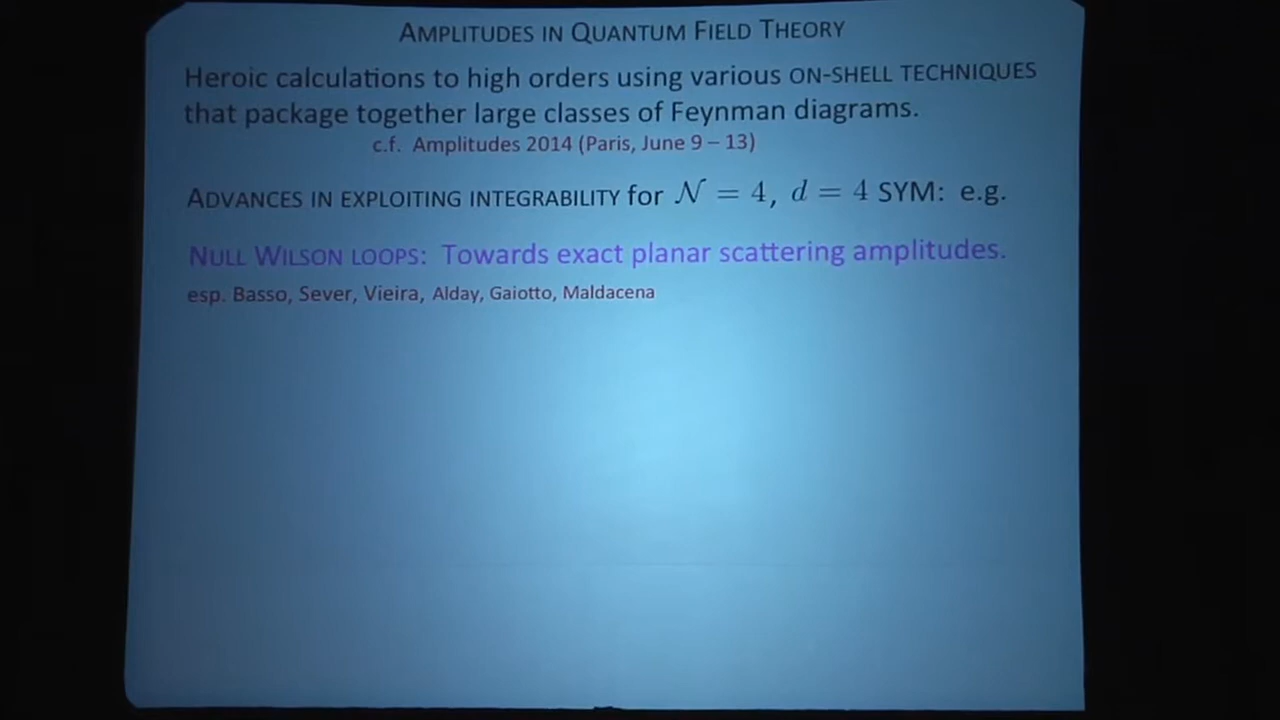 AMPLITUDES IN QUANTUM FIELD THEORY
Heroic calculations to high orders using various ON-SHELL TECHNIQUES
that package together large classes of Feynman diagrams.
c.f. Amplitudes 2014 (Paris, June 9 – 13)
ADVANCES IN EXPLOITING INTEGRABILITY for 𝒩 = 4, d = 4 SYM: e.g.
NULL WILSON LOOPS: Towards exact planar scattering amplitudes.
esp. Basso, Sever, Vieira, Alday, Gaiotto, Maldacena